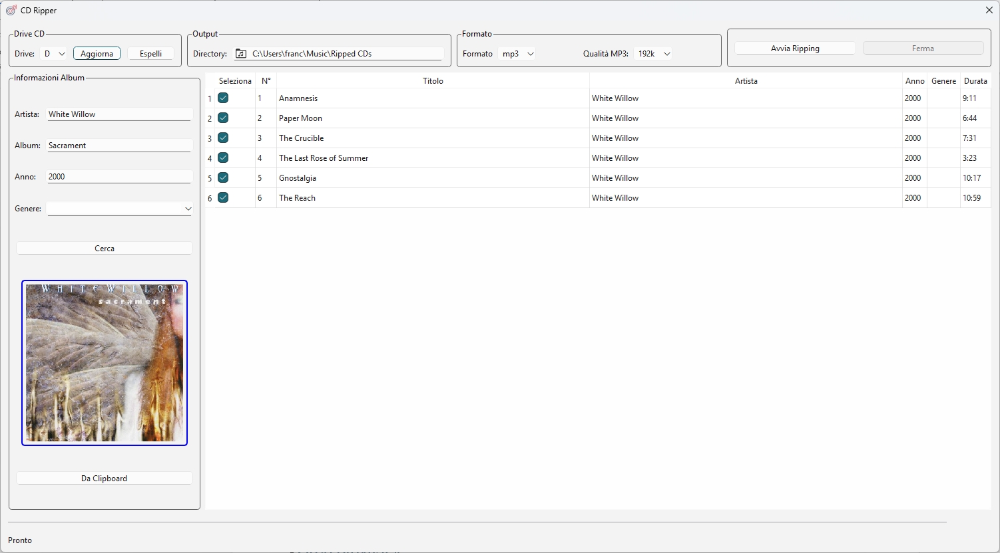 CD Ripper
Drive CD
Drive: D Aggiorna Espelli
Output
Directory: C:\Users\franc\Music\Ripped CDs
Formato
Formato mp3 Qualità MP3: 192k
Avvia Ripping Ferma
Informazioni Album
Artista: White Willow
Album: Sacrament
Anno: 2000
Genere:
Cerca
WHITE WILLOW
sacrament
Da Clipboard
Seleziona N° Titolo Artista Anno Genere Durata
1 1 Anamnesis White Willow 2000 9:11
2 2 Paper Moon White Willow 2000 6:44
3 3 The Crucible White Willow 2000 7:31
4 4 The Last Rose of Summer White Willow 2000 3:23
5 5 Gnostalgia White Willow 2000 10:17
6 6 The Reach White Willow 2000 10:59
Pronto